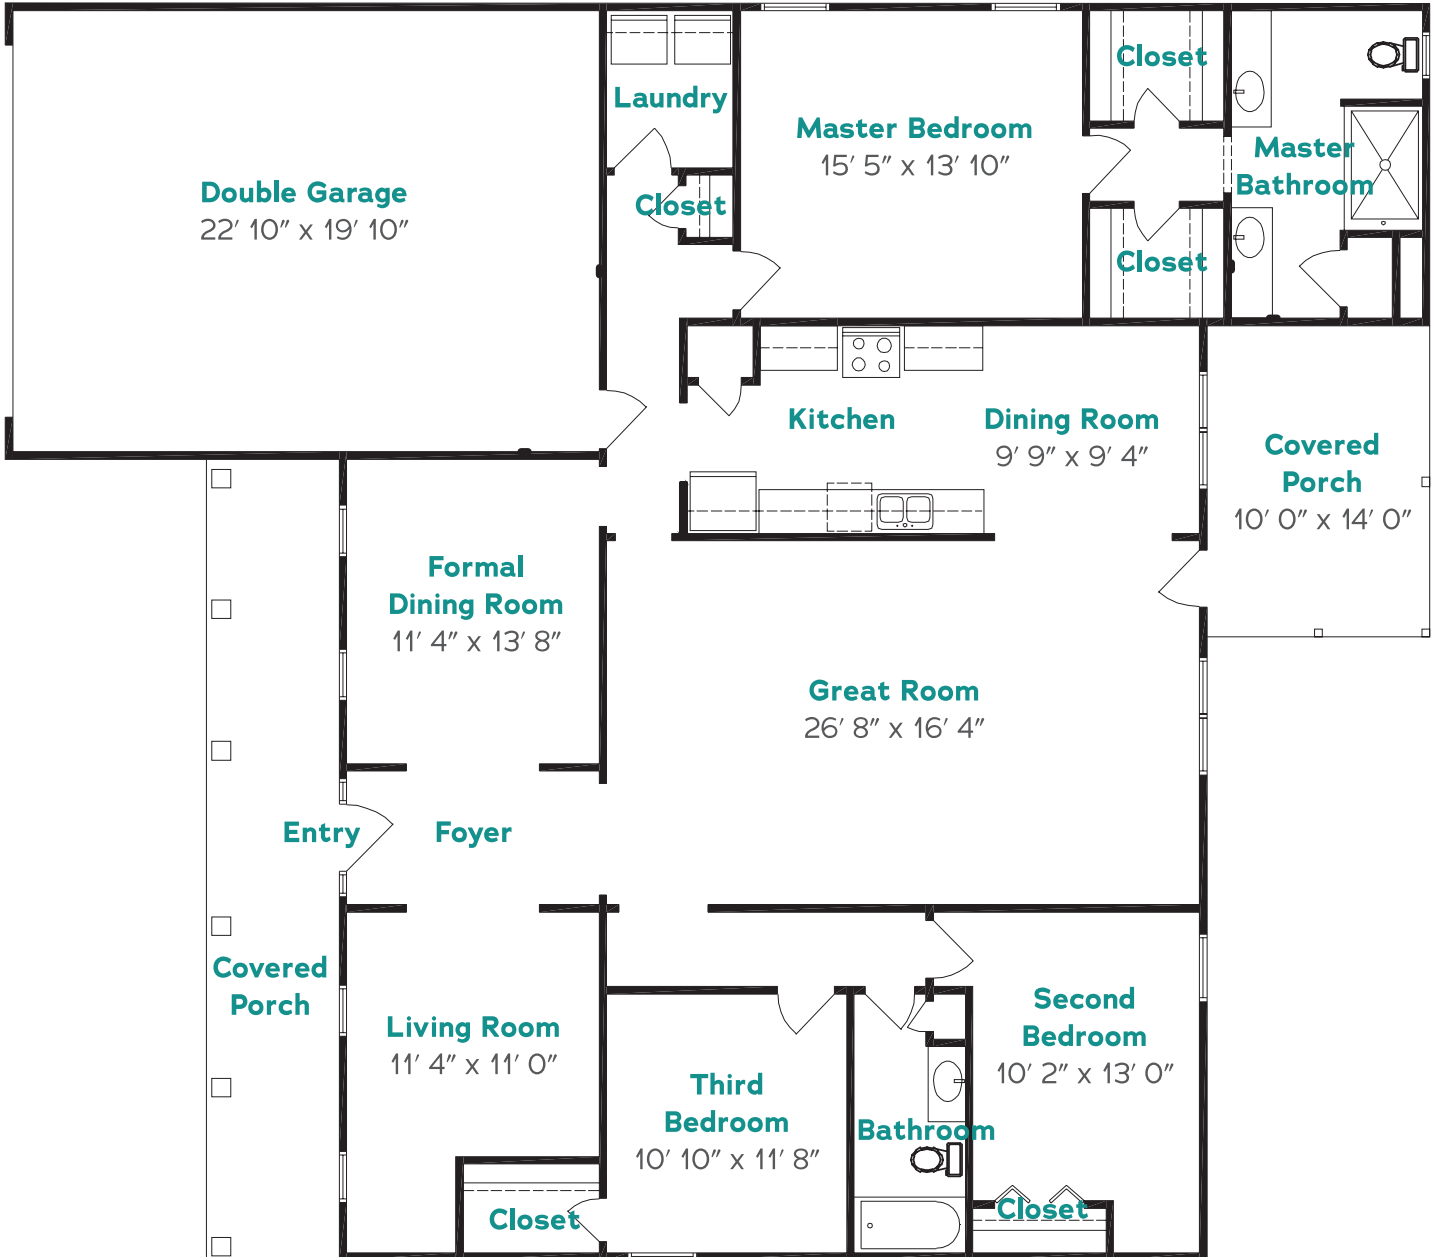 Closet
Laundry
Master Bedroom
15' 5" x 13' 10"
Master
Bathroom
Double Garage
22' 10" x 19' 10"
Closet
Closet
Kitchen
Dining Room
9' 9" x 9' 4"
Covered
Porch
10' 0" x 14' 0"
Formal
Dining Room
11' 4" x 13' 8"
Great Room
26' 8" x 16' 4"
Entry
Foyer
Covered
Porch
Living Room
11' 4" x 11' 0"
Second
Bedroom
10' 2" x 13' 0"
Third
Bedroom
10' 10" x 11' 8"
Bathroom
Closet
Closet